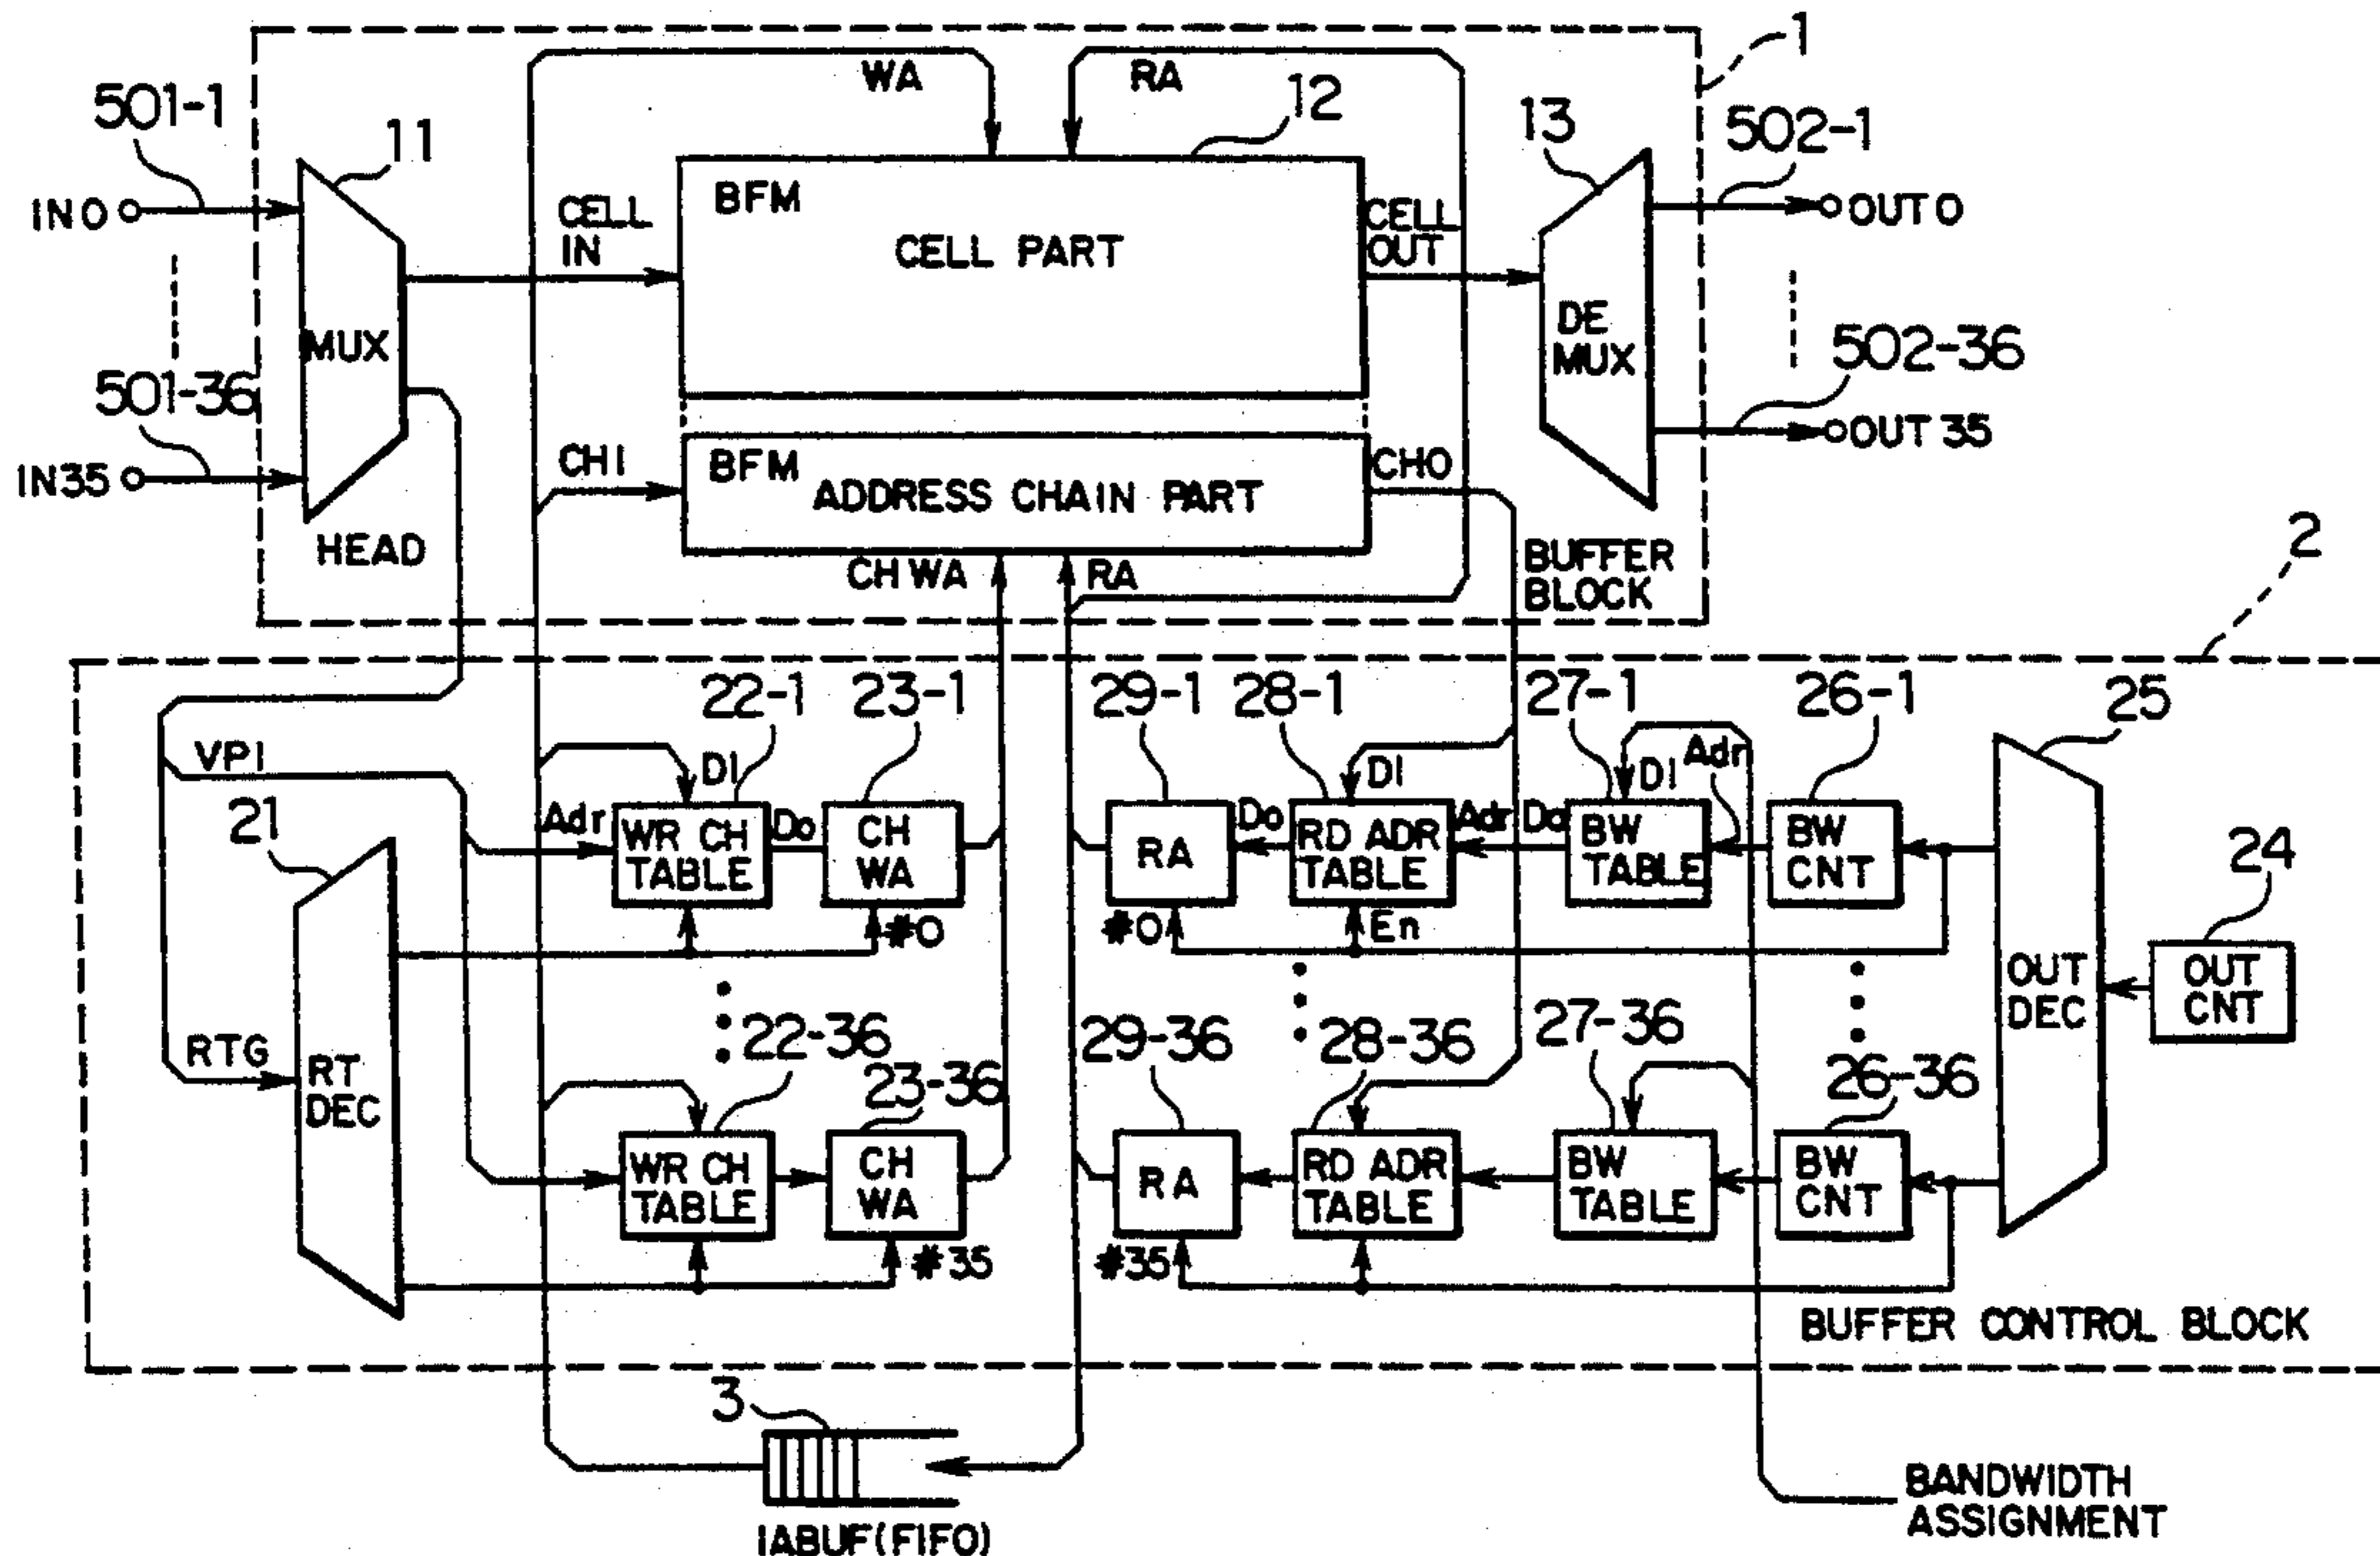 1
WA
RA
12
501-1
11
13
502-1
IN0
CELL
IN
BFM
CELL PART
CELL
OUT
OUT0
MUX
DE
MUX
501-36
502-36
IN35
CHI
BFM
ADDRESS CHAIN PART
CHO
OUT35
HEAD
CHWA
RA
BUFFER
BLOCK
2
22-1
23-1
29-1
28-1
27-1
26-1
25
VPI
DI
DI
DI
Adr
21
Adr
WR CH
TABLE
Do
CH
WA
RA
Do
RD ADR
TABLE
Adr
Do
BW
TABLE
BW
CNT
24
#0
#0
En
OUT
DEC
OUT
CNT
RTG
RT
DEC
22-36
23-36
29-36
28-36
27-36
26-36
WR CH
TABLE
CH
WA
RA
RD ADR
TABLE
BW
TABLE
BW
CNT
#35
#35
BUFFER CONTROL BLOCK
3
IABUF(FIFO)
BANDWIDTH
ASSIGNMENT